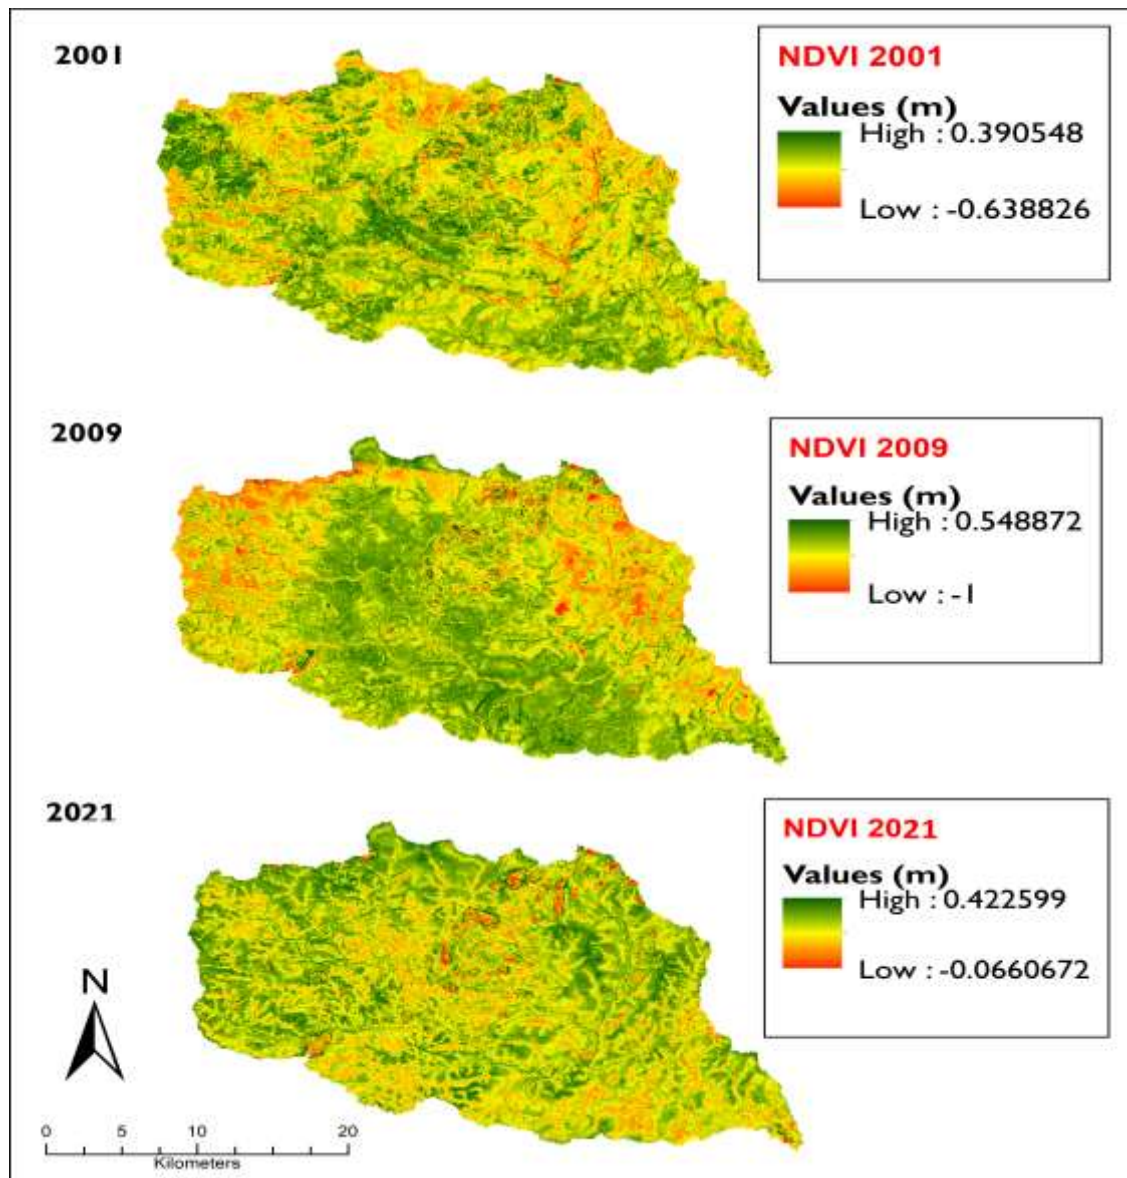 2001
NDVI 2001
Values (m)
High : 0.390548
Low : -0.638826
2009
NDVI 2009
Values (m)
High : 0.548872
Low : -1
2021
NDVI 2021
Values (m)
High : 0.422599
Low : -0.0660672
N
0 5 10 20
Kilometers